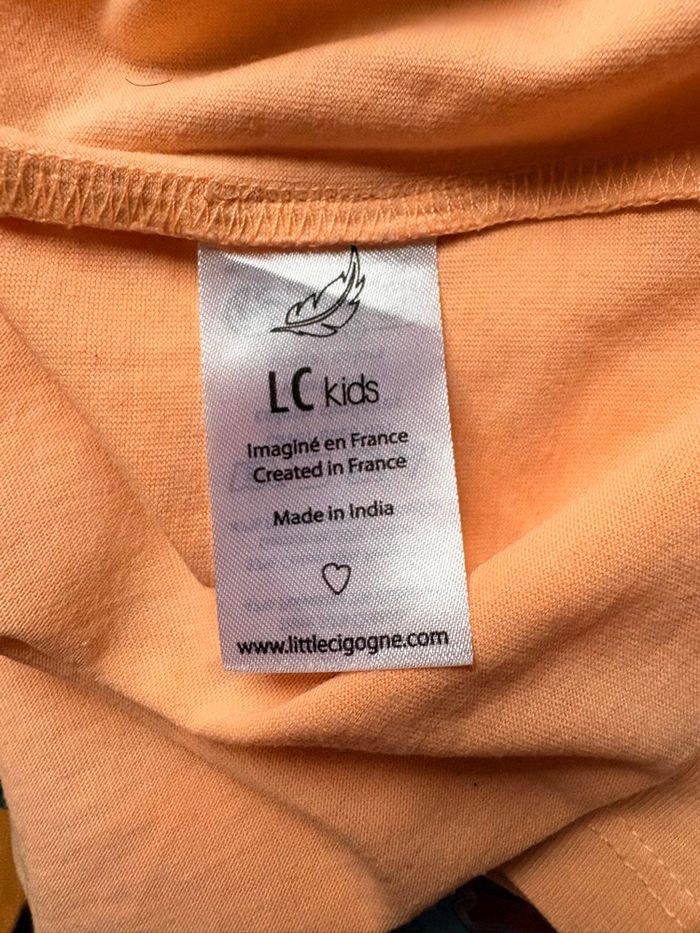 LC kids
Imaginé en France
Created in France
Made in India
www.littlecigogne.com